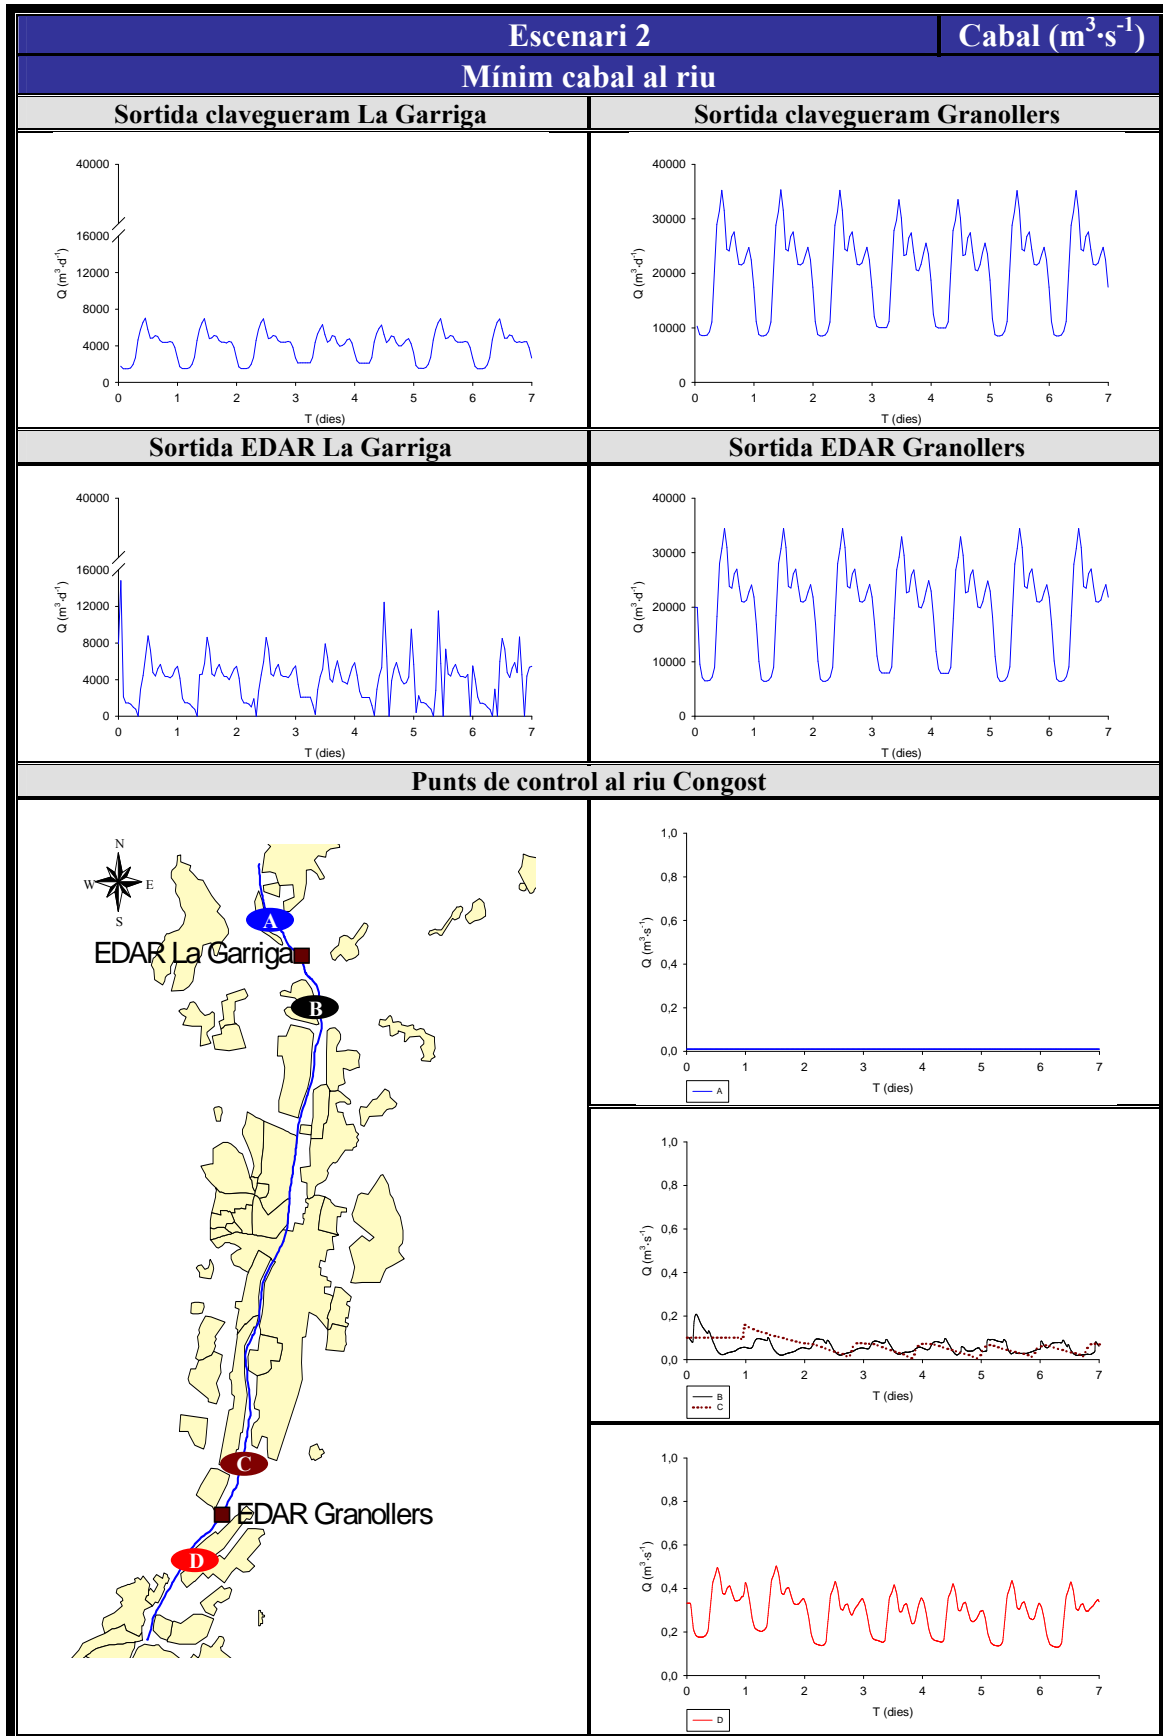 Escenari 2
Cabal (m³·s⁻¹)
Mínim cabal al riu
Sortida clavegueram La Garriga
Sortida clavegueram Granollers
40000
16000
12000
8000
4000
0
Q (m³·d⁻¹)
0 1 2 3 4 5 6 7
T (dies)
40000
30000
20000
10000
0
Q (m³·d⁻¹)
0 1 2 3 4 5 6 7
T (dies)
Sortida EDAR La Garriga
Sortida EDAR Granollers
40000
16000
12000
8000
4000
0
Q (m³·d⁻¹)
0 1 2 3 4 5 6 7
T (dies)
40000
30000
20000
10000
0
Q (m³·d⁻¹)
0 1 2 3 4 5 6 7
T (dies)
Punts de control al riu Congost
N
W E
S
A
EDAR La Garriga
B
C
EDAR Granollers
D
1,0
0,8
0,6
0,4
0,2
0,0
Q (m³·s⁻¹)
0 1 2 3 4 5 6 7
T (dies)
A
1,0
0,8
0,6
0,4
0,2
0,0
Q (m³·s⁻¹)
0 1 2 3 4 5 6 7
T (dies)
B
C
1,0
0,8
0,6
0,4
0,2
0,0
Q (m³·s⁻¹)
0 1 2 3 4 5 6 7
T (dies)
D